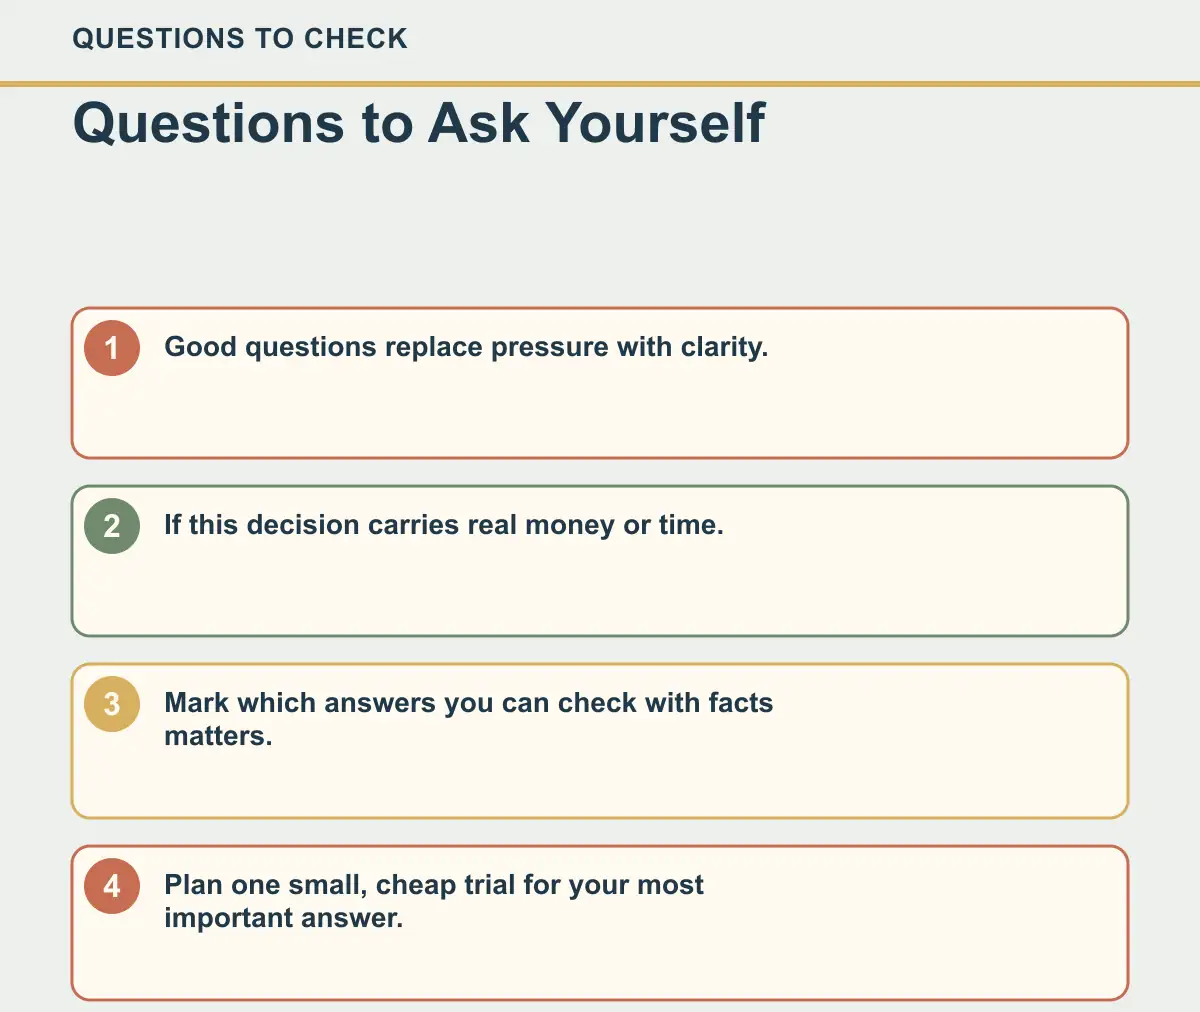 QUESTIONS TO CHECK
Questions to Ask Yourself
1
Good questions replace pressure with clarity.
2
If this decision carries real money or time.
3
Mark which answers you can check with facts
matters.
4
Plan one small, cheap trial for your most
important answer.